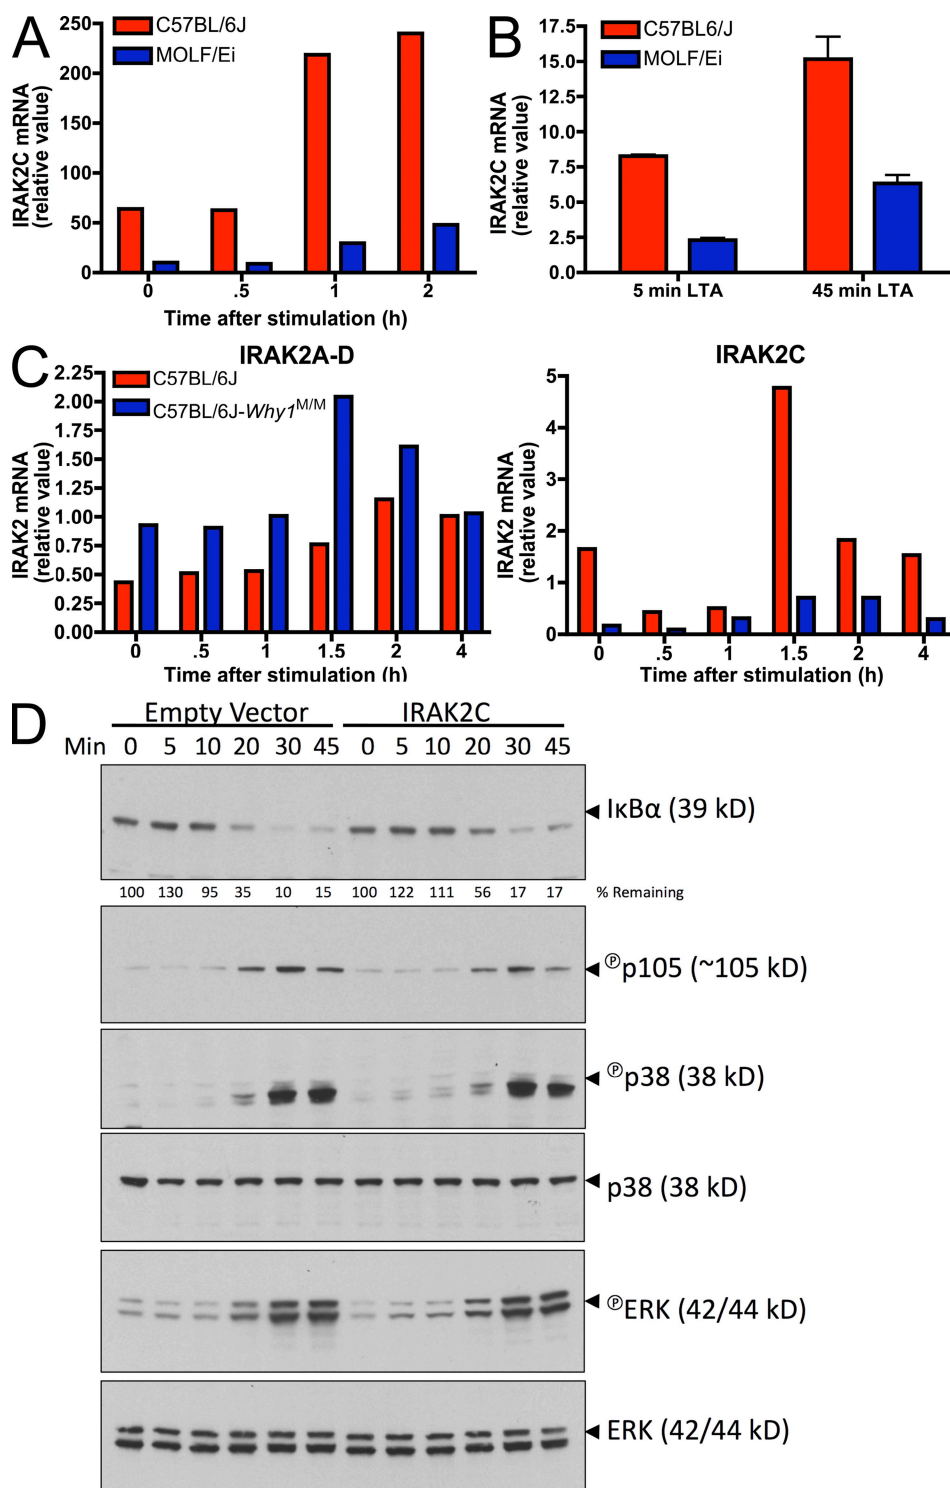 A
C57BL/6J
MOLF/Ei
IRAK2C mRNA
(relative value)
250
200
150
100
50
0
0 .5 1 2
Time after stimulation (h)
B
C57BL6/J
MOLF/Ei
IRAK2C mRNA
(relative value)
17.5
15.0
12.5
10.0
7.5
5.0
2.5
0.0
5 min LTA 45 min LTA
C
IRAK2A-D
C57BL/6J
C57BL/6J-Why1M/M
IRAK2 mRNA
(relative value)
2.25
2.00
1.75
1.50
1.25
1.00
0.75
0.50
0.25
0.00
0 .5 1 1.5 2 4
Time after stimulation (h)
IRAK2C
IRAK2 mRNA
(relative value)
5
4
3
2
1
0
0 .5 1 1.5 2 4
Time after stimulation (h)
D
Empty Vector IRAK2C
Min 0 5 10 20 30 45 0 5 10 20 30 45
IκBα (39 kD)
100 130 95 35 10 15 100 122 111 56 17 17 % Remaining
Ⓟp105 (~105 kD)
Ⓟp38 (38 kD)
p38 (38 kD)
ⓅERK (42/44 kD)
ERK (42/44 kD)